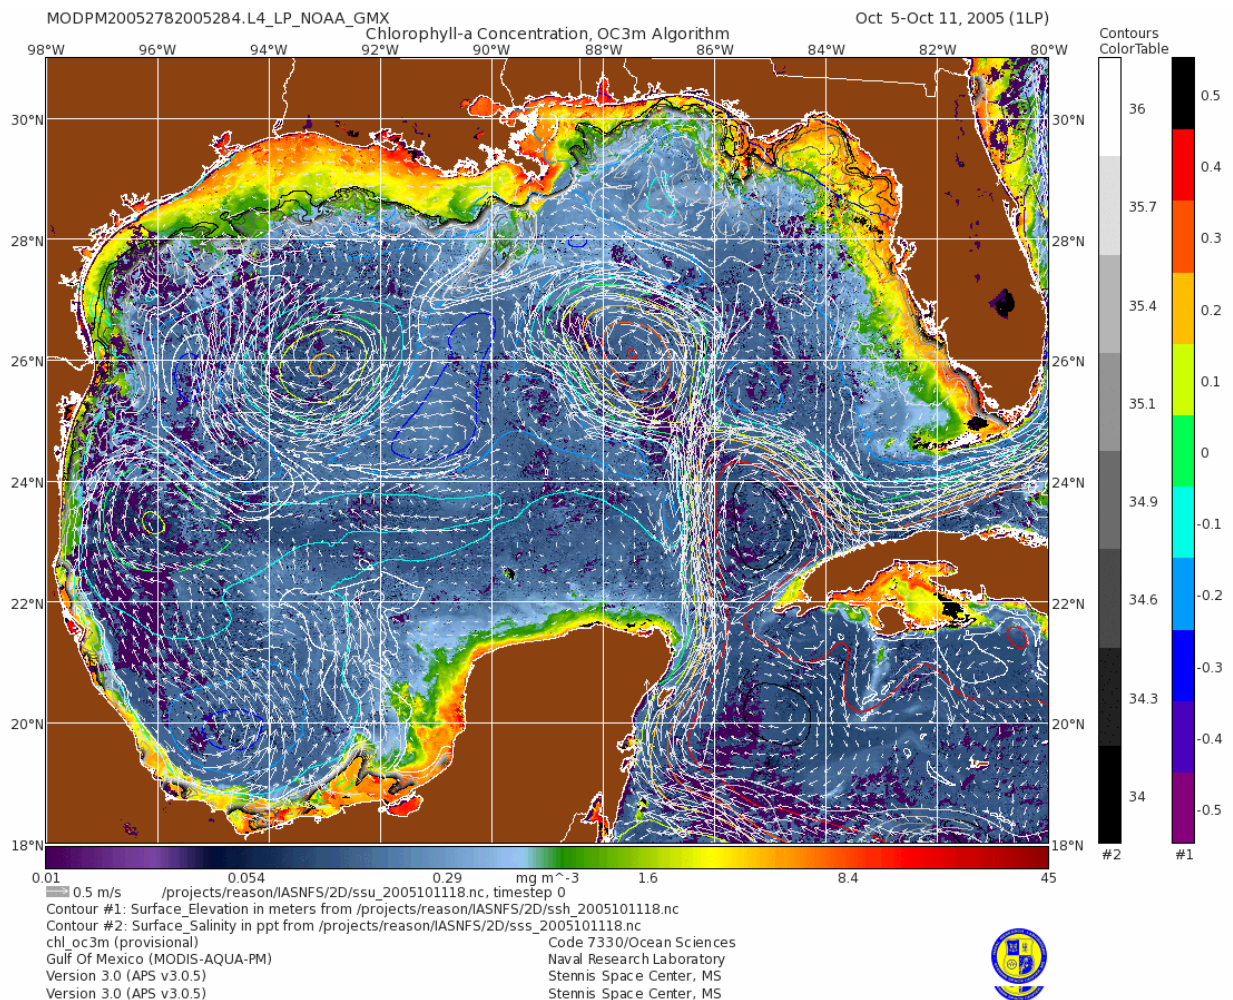 MODPM20052782005284.L4_LP_NOAA_GMX
Oct 5-Oct 11, 2005 (1LP)
Chlorophyll-a Concentration, OC3m Algorithm
Contours
ColorTable
98°W 96°W 94°W 92°W 90°W 88°W 86°W 84°W 82°W 80°W
30°N 30°N
28°N 28°N
26°N 26°N
24°N 24°N
22°N 22°N
20°N 20°N
18°N 18°N
36
35.7
35.4
35.1
34.9
34.6
34.3
34
#2
0.5
0.4
0.3
0.2
0.1
0
-0.1
-0.2
-0.3
-0.4
-0.5
#1
0.01 0.054 0.29 mg m^-3 1.6 8.4 45
0.5 m/s /projects/reason/IASNFS/2D/ssu_2005101118.nc, timestep 0
Contour #1: Surface_Elevation in meters from /projects/reason/IASNFS/2D/ssh_2005101118.nc
Contour #2: Surface_Salinity in ppt from /projects/reason/IASNFS/2D/sss_2005101118.nc
chl_oc3m (provisional) Code 7330/Ocean Sciences
Gulf Of Mexico (MODIS-AQUA-PM) Naval Research Laboratory
Version 3.0 (APS v3.0.5) Stennis Space Center, MS
Version 3.0 (APS v3.0.5) Stennis Space Center, MS